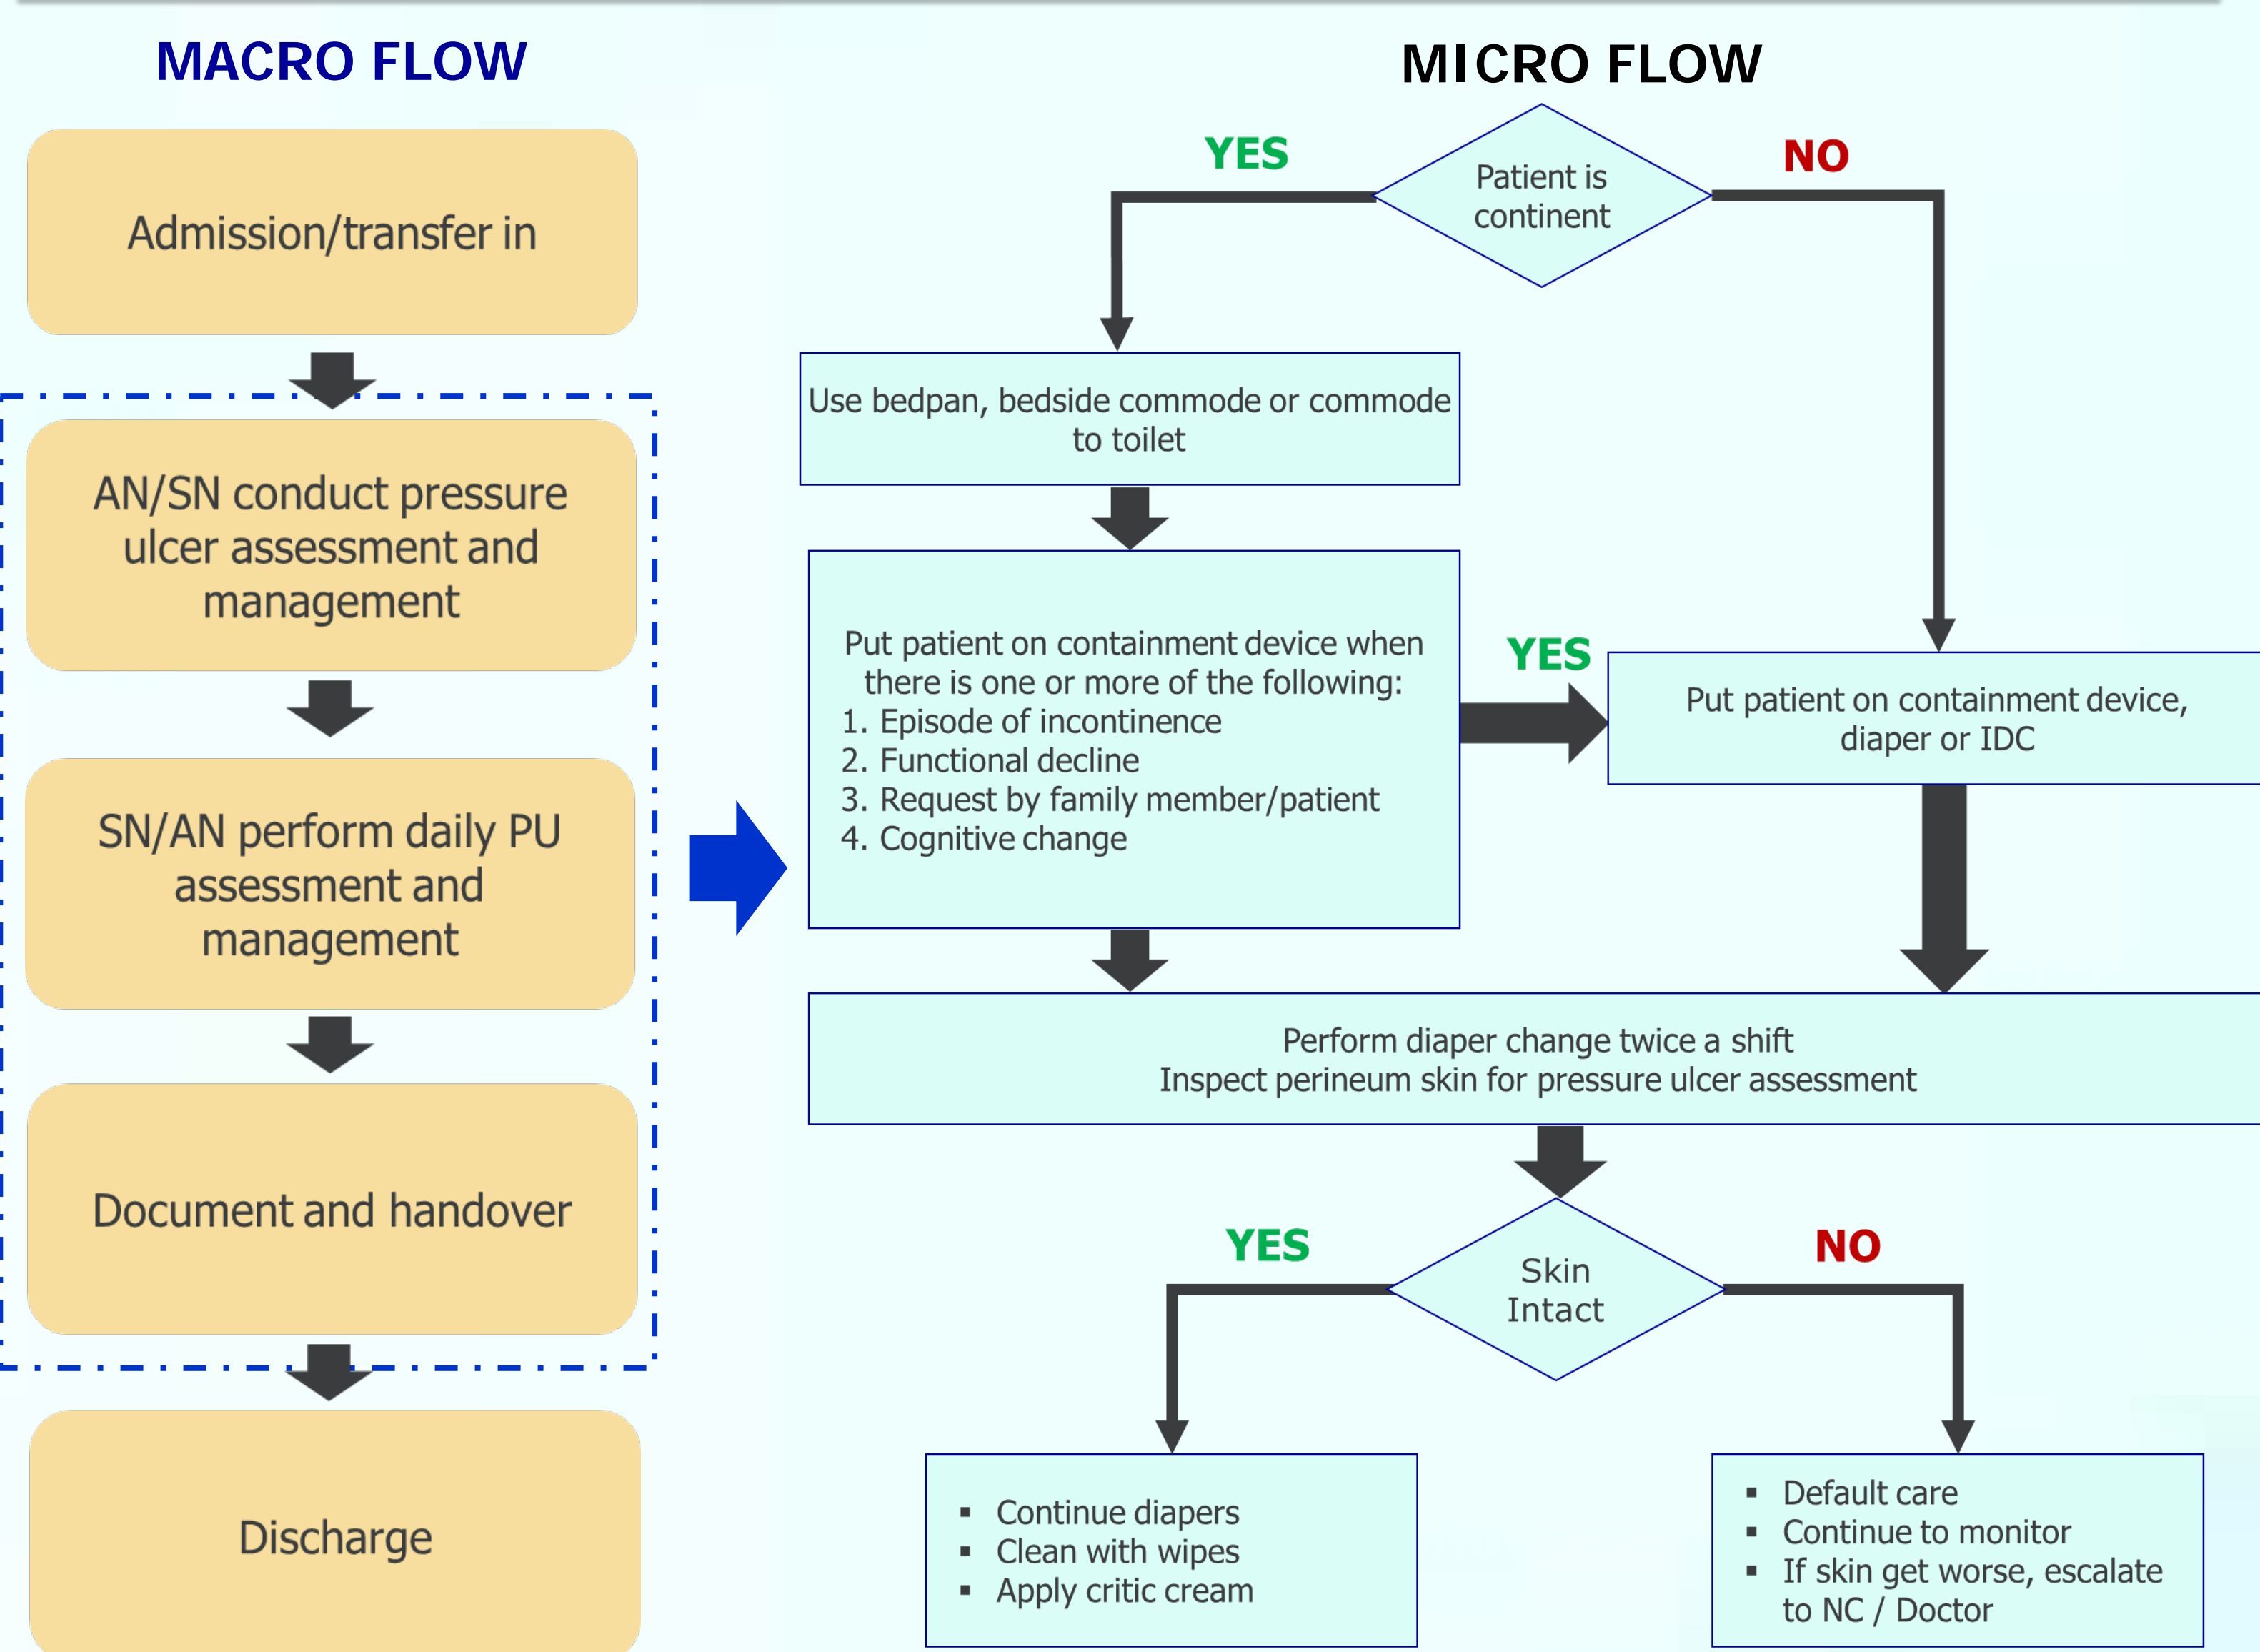 MACRO FLOW
Admission/transfer in
AN/SN conduct pressure
ulcer assessment and
management
SN/AN perform daily PU
assessment and
management
Document and handover
Discharge
MICRO FLOW
Patient is
continent
YES
NO
Use bedpan, bedside commode or commode
to toilet
Put patient on containment device when
there is one or more of the following:
1. Episode of incontinence
2. Functional decline
3. Request by family member/patient
4. Cognitive change
YES
Put patient on containment device,
diaper or IDC
Perform diaper change twice a shift
Inspect perineum skin for pressure ulcer assessment
Skin
Intact
YES
NO
▪ Continue diapers
▪ Clean with wipes
▪ Apply critic cream
▪ Default care
▪ Continue to monitor
▪ If skin get worse, escalate
to NC / Doctor